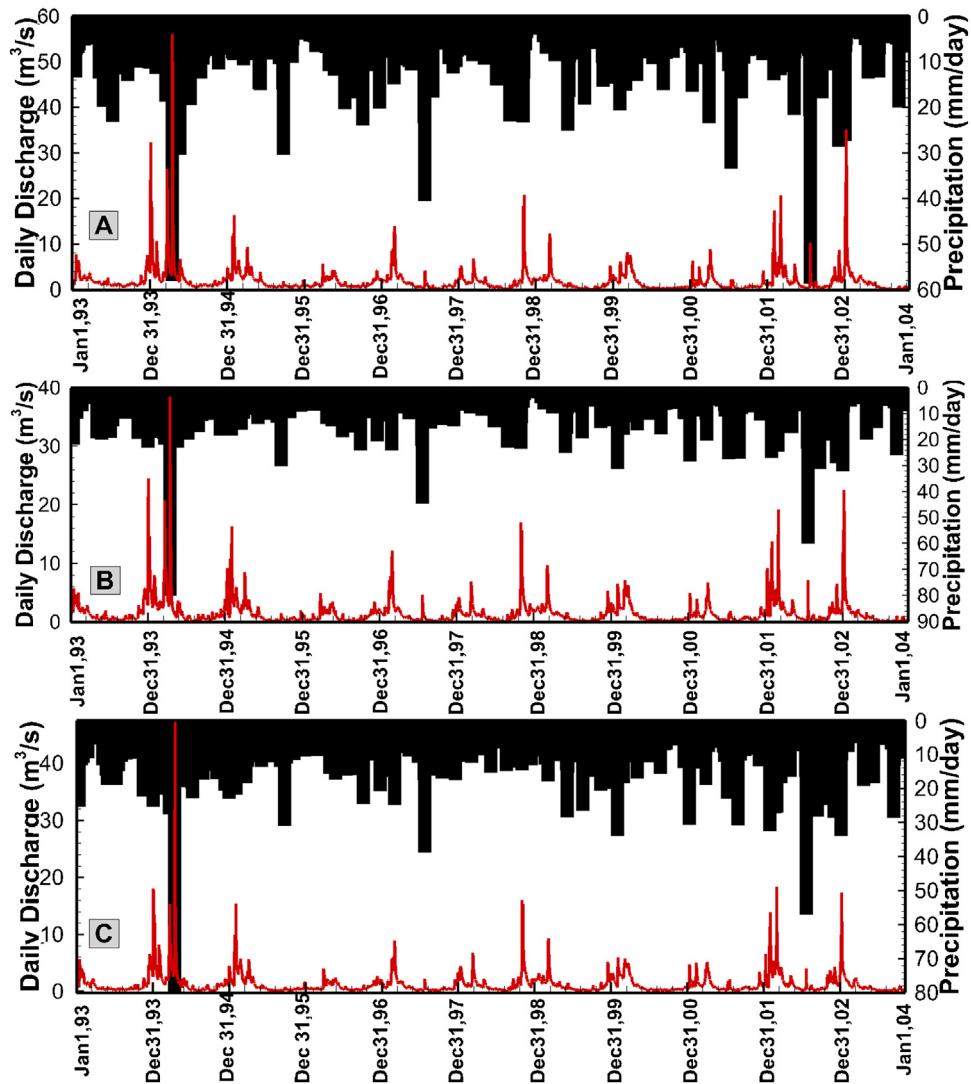 Daily Discharge (m³/s)
60
50
40
30
20
10
0
A
0
10
20
30
40
50
60
Precipitation (mm/day)
Jan1,93
Dec 31,93
Dec 31,94
Dec31,95
Dec31,96
Dec31,97
Dec31,98
Dec31,99
Dec31,00
Dec31,01
Dec31,02
Jan1,04
Daily Discharge (m³/s)
40
30
20
10
0
B
0
10
20
30
40
50
60
70
80
90
Precipitation (mm/day)
Jan1,93
Dec31,93
Dec31,94
Dec31,95
Dec31,96
Dec31,97
Dec31,98
Dec31,99
Dec31,00
Dec31,01
Dec31,02
Jan1,04
Daily Discharge (m³/s)
40
30
20
10
0
C
0
10
20
30
40
50
60
70
80
Precipitation (mm/day)
Jan1,93
Dec31,93
Dec 31,94
Dec31,95
Dec31,96
Dec31,97
Dec31,98
Dec31,99
Dec31,00
Dec31,01
Dec31,02
Jan1,04